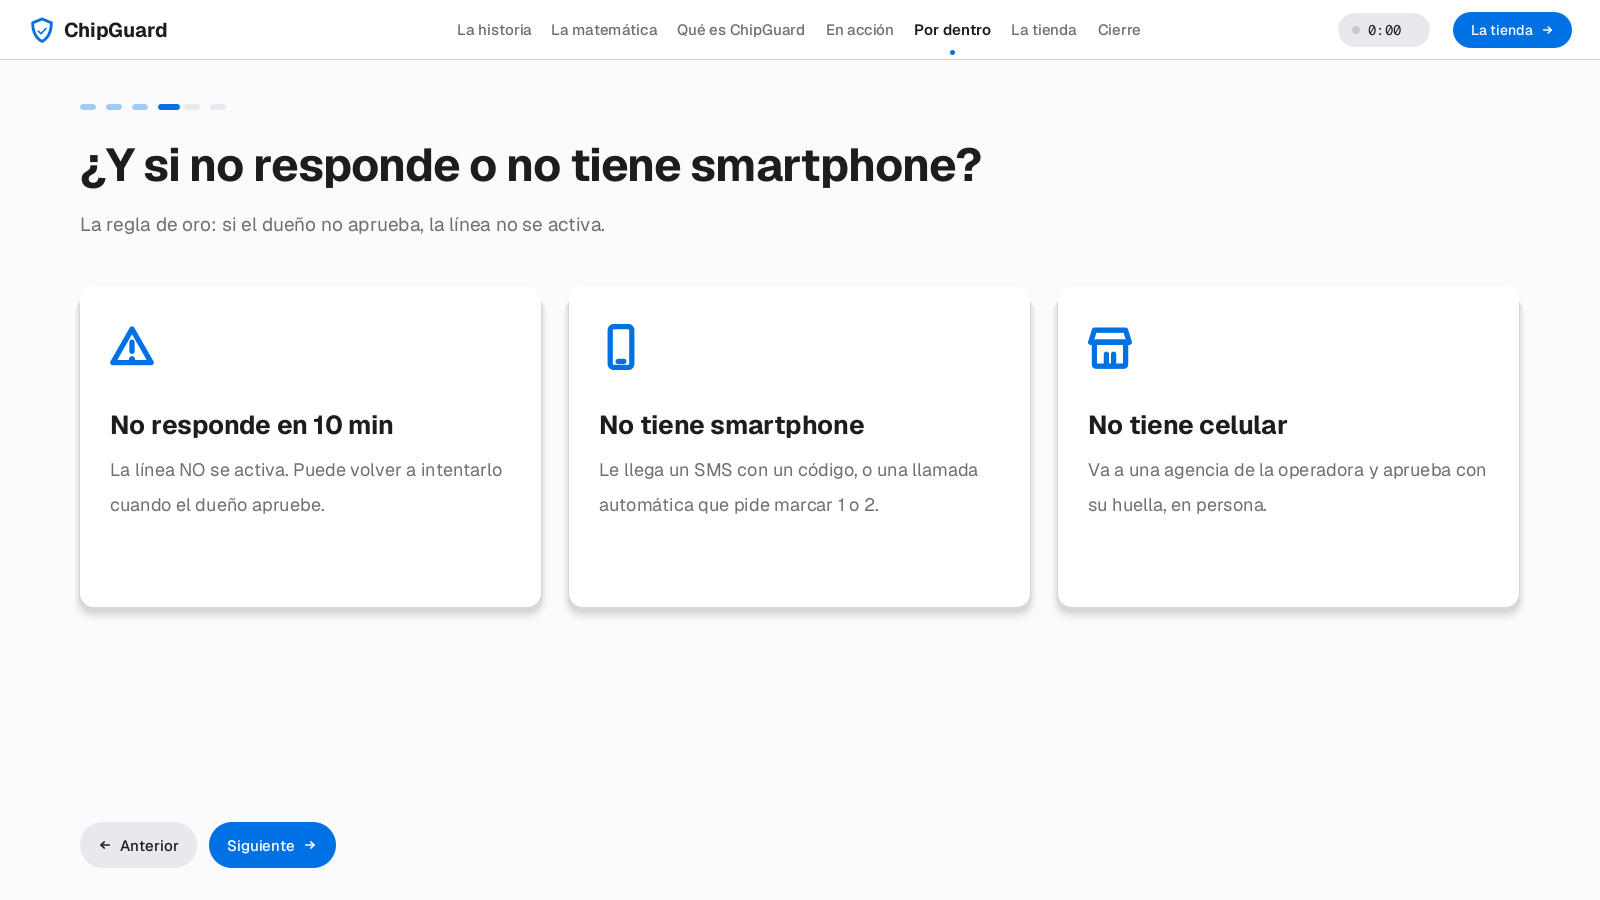 ChipGuard
La historia
La matemática
Qué es ChipGuard
En acción
Por dentro
La tienda
Cierre
0:00
La tienda →
¿Y si no responde o no tiene smartphone?
La regla de oro: si el dueño no aprueba, la línea no se activa.
No responde en 10 min
La línea NO se activa. Puede volver a intentarlo
cuando el dueño apruebe.
No tiene smartphone
Le llega un SMS con un código, o una llamada
automática que pide marcar 1 o 2.
No tiene celular
Va a una agencia de la operadora y aprueba con
su huella, en persona.
← Anterior
Siguiente →